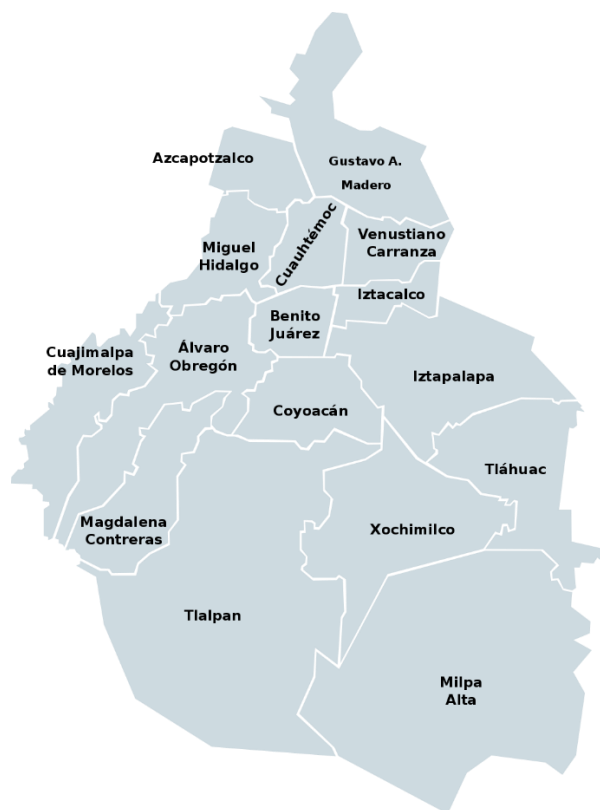 Azcapotzalco
Gustavo A.
Madero
Miguel
Hidalgo
Cuauhtémoc
Venustiano
Carranza
Iztacalco
Benito
Juárez
Cuajimalpa
de Morelos
Álvaro
Obregón
Iztapalapa
Coyoacán
Tláhuac
Magdalena
Contreras
Xochimilco
Tlalpan
Milpa
Alta